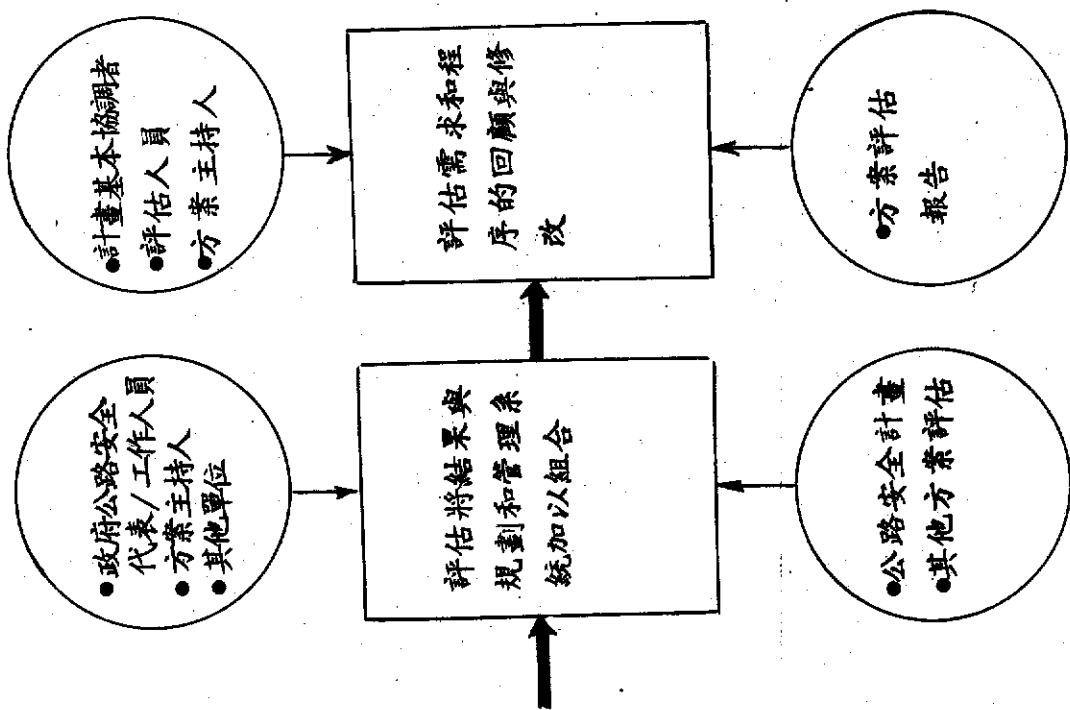 ●政府公路安全
代表/工作人員
●方案主持人
●其他單位
評估將結果與
規劃和管理系
統加以組合
●公路安全計畫
●其他方案評估
●計畫基本協調者
●評估人員
●方案主持人
評估需求和程
序的回顧與修
改
●方案評估
報告